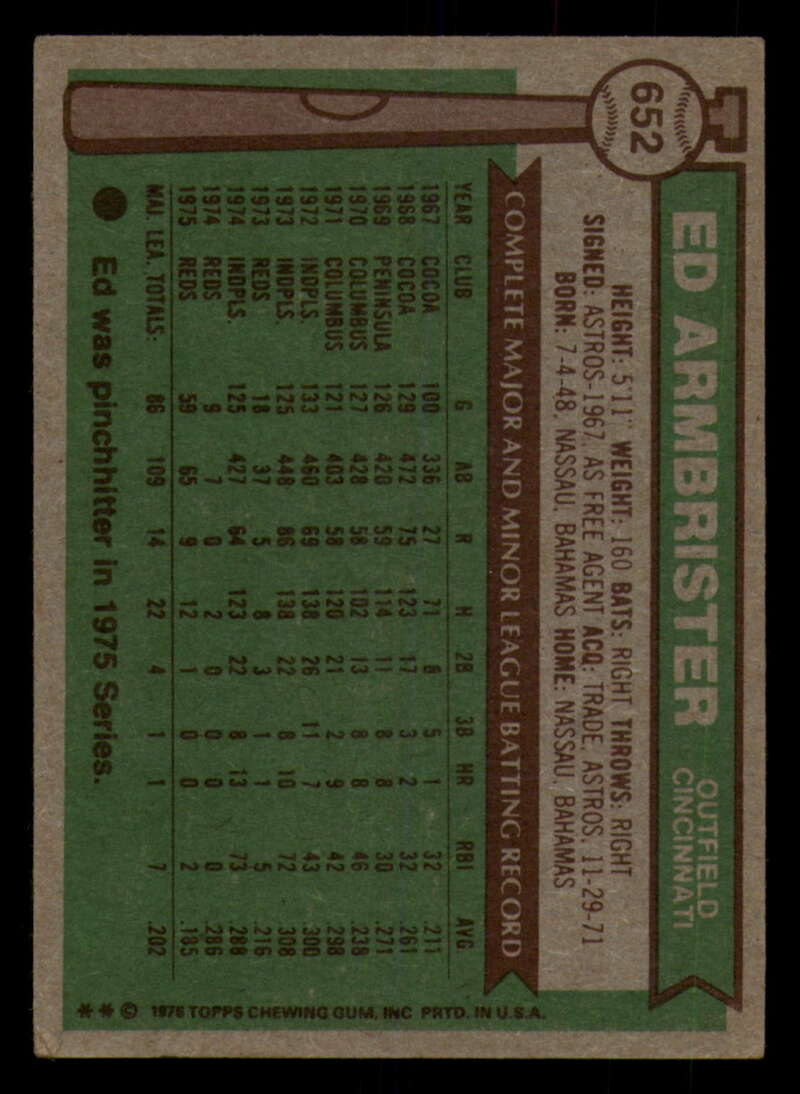 652
ED ARMBRISTER
OUTFIELD
CINCINNATI
HEIGHT: 5'11" WEIGHT: 160 BATS: RIGHT THROWS: RIGHT
SIGNED: ASTROS-1967, AS FREE AGENT ACQ: TRADE, ASTROS, 11-29-71
BORN: 7-4-48, NASSAU, BAHAMAS HOME: NASSAU, BAHAMAS
COMPLETE MAJOR AND MINOR LEAGUE BATTING RECORD
YEAR CLUB G AB R H 2B 3B HR RBI AVG
1967 COCOA 100 336 27 71 6 5 1 32 .211
1968 COCOA 129 472 75 123 17 3 2 32 .261
1969 PENINSULA 126 420 59 114 11 8 8 30 .271
1970 COLUMBUS 127 428 58 102 13 8 8 46 .238
1971 COLUMBUS 121 403 58 120 21 2 9 42 .298
1972 INDPLS. 133 460 69 138 26 11 7 43 .300
1973 INDPLS. 125 448 86 138 22 8 10 72 .308
1973 REDS 18 37 5 8 3 1 1 5 .216
1974 INDPLS. 125 427 64 123 22 8 13 73 .288
1974 REDS 9 7 0 2 0 0 0 0 .286
1975 REDS 59 65 9 12 1 0 0 2 .185
MAJ. LEA. TOTALS: 86 109 14 22 4 1 1 7 .202
Ed was pinchhitter in 1975 Series.
** © 1976 TOPPS CHEWING GUM, INC PRTD. IN U.S.A.